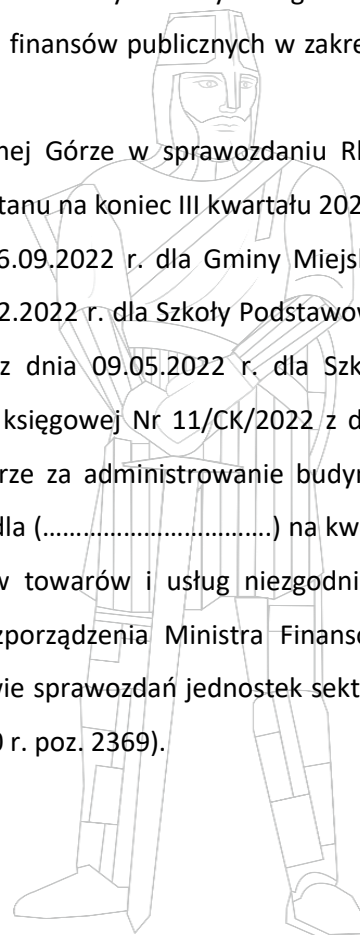 finansów publicznych w zakre
nej Górze w sprawozdaniu R
tanu na koniec III kwartału 202
6.09.2022 r. dla Gminy Miejs
2.2022 r. dla Szkoły Podstawow
z dnia 09.05.2022 r. dla Szk
księgowej Nr 11/CK/2022 z d
rze za administrowanie budyn
dla (................................) na kw
w towarów i usług niezgodni
zporządzenia Ministra Finanso
wie sprawozdań jednostek sekt
0 r. poz. 2369).